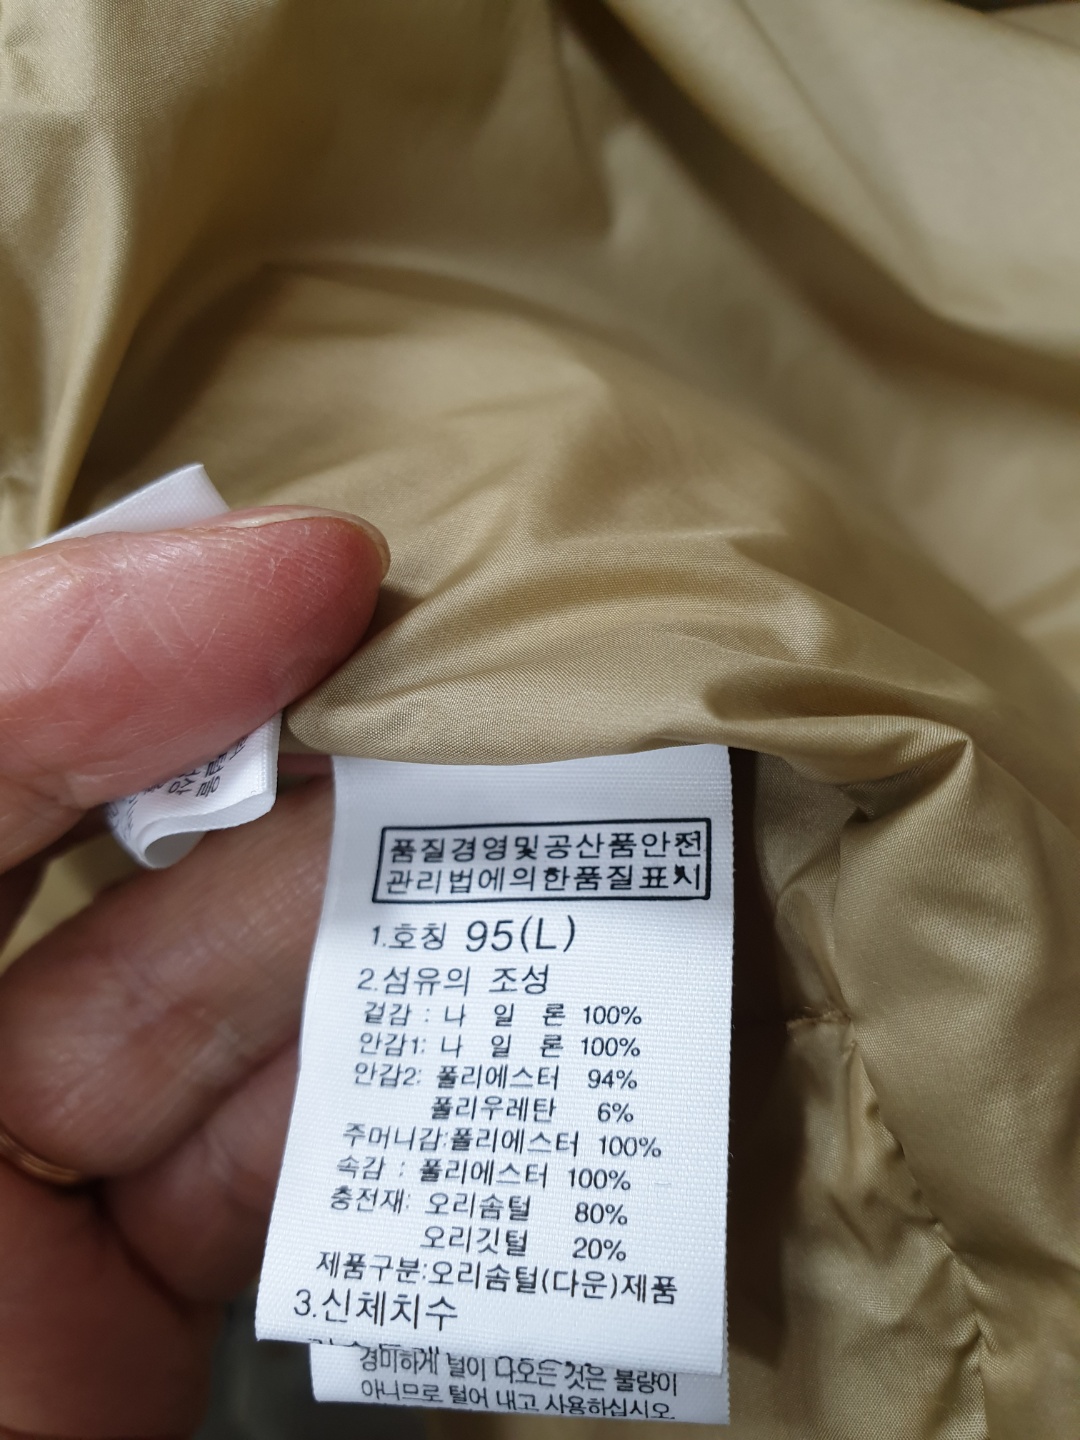 품질경영및공산품안전
관리법에의한품질표시
1.호칭 95(L)
2.섬유의 조성
겉감 : 나 일 론 100%
안감1: 나 일 론 100%
안감2: 폴리에스터 94%
폴리우레탄 6%
주머니감:폴리에스터 100%
속감 : 폴리에스터 100%
충전재: 오리솜털 80%
오리깃털 20%
제품구분:오리솜털(다운)제품
3.신체치수
경미하게 털이 나오는 것은 불량이
아니므로 털어 내고 사용하십시오.